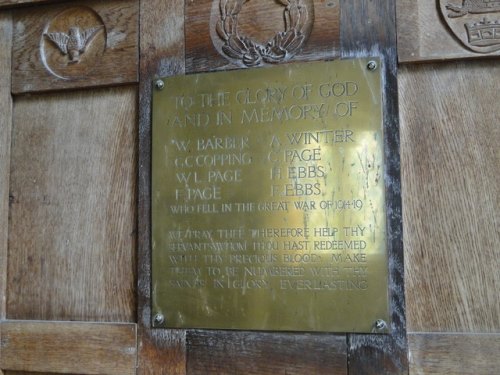 TO THE GLORY OF GOD
AND IN MEMORY OF
W. BARBER A. WINTER
G.C. COPPING C. PAGE
W.L. PAGE H. EBBS
F. PAGE F. EBBS
WHO FELL IN THE GREAT WAR OF 1914-19
WE PRAY THEE THEREFORE HELP THY
SERVANTS WHOM THOU HAST REDEEMED
WITH THY PRECIOUS BLOOD: MAKE
THEM TO BE NUMBERED WITH THY
SAINTS IN GLORY EVERLASTING